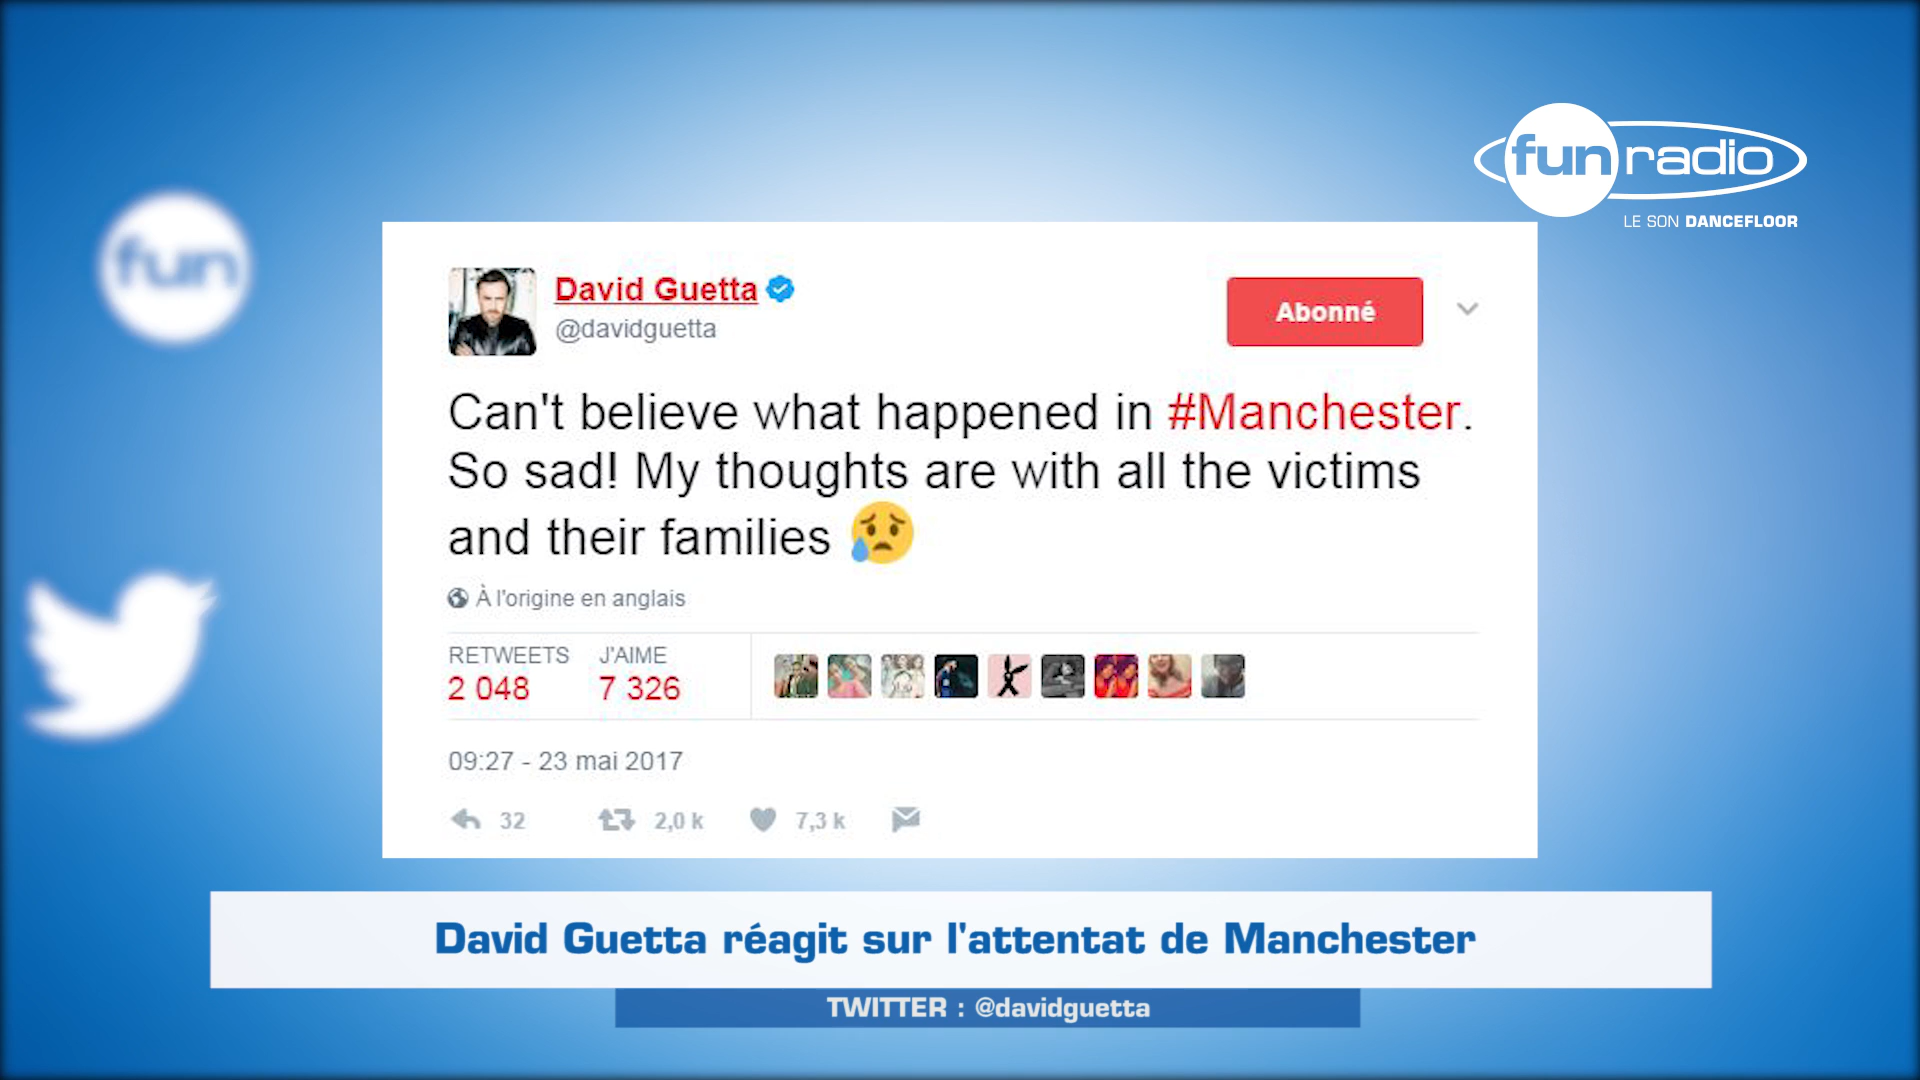 fun radio
LE SON DANCEFLOOR
fun
David Guetta
@davidguetta
Abonné
Can't believe what happened in #Manchester.
So sad! My thoughts are with all the victims
and their families 😥
À l'origine en anglais
RETWEETS J'AIME
2 048 7 326
09:27 - 23 mai 2017
32 2,0 k 7,3 k
David Guetta réagit sur l'attentat de Manchester
TWITTER : @davidguetta